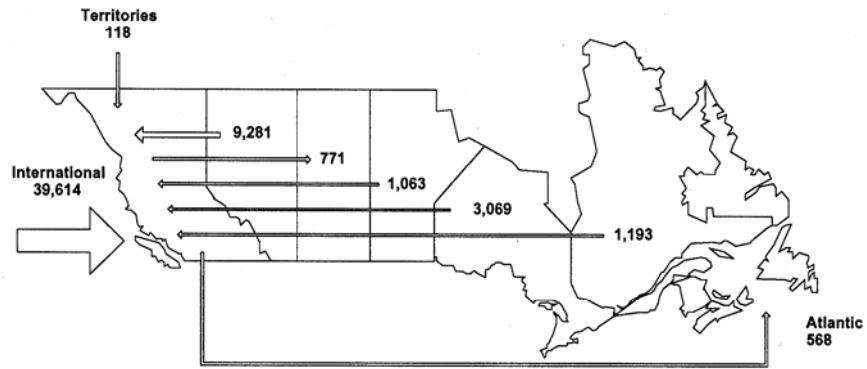 Territories
118
9,281
771
International
39,614
1,063
3,069
1,193
Atlantic
568